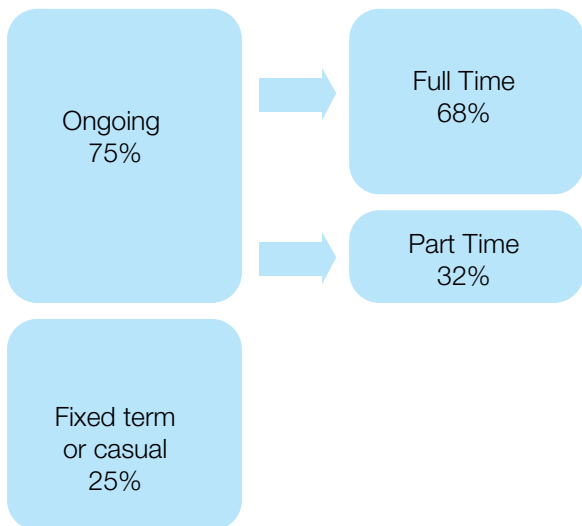 Ongoing
75%
Full Time
68%
Part Time
32%
Fixed term
or casual
25%